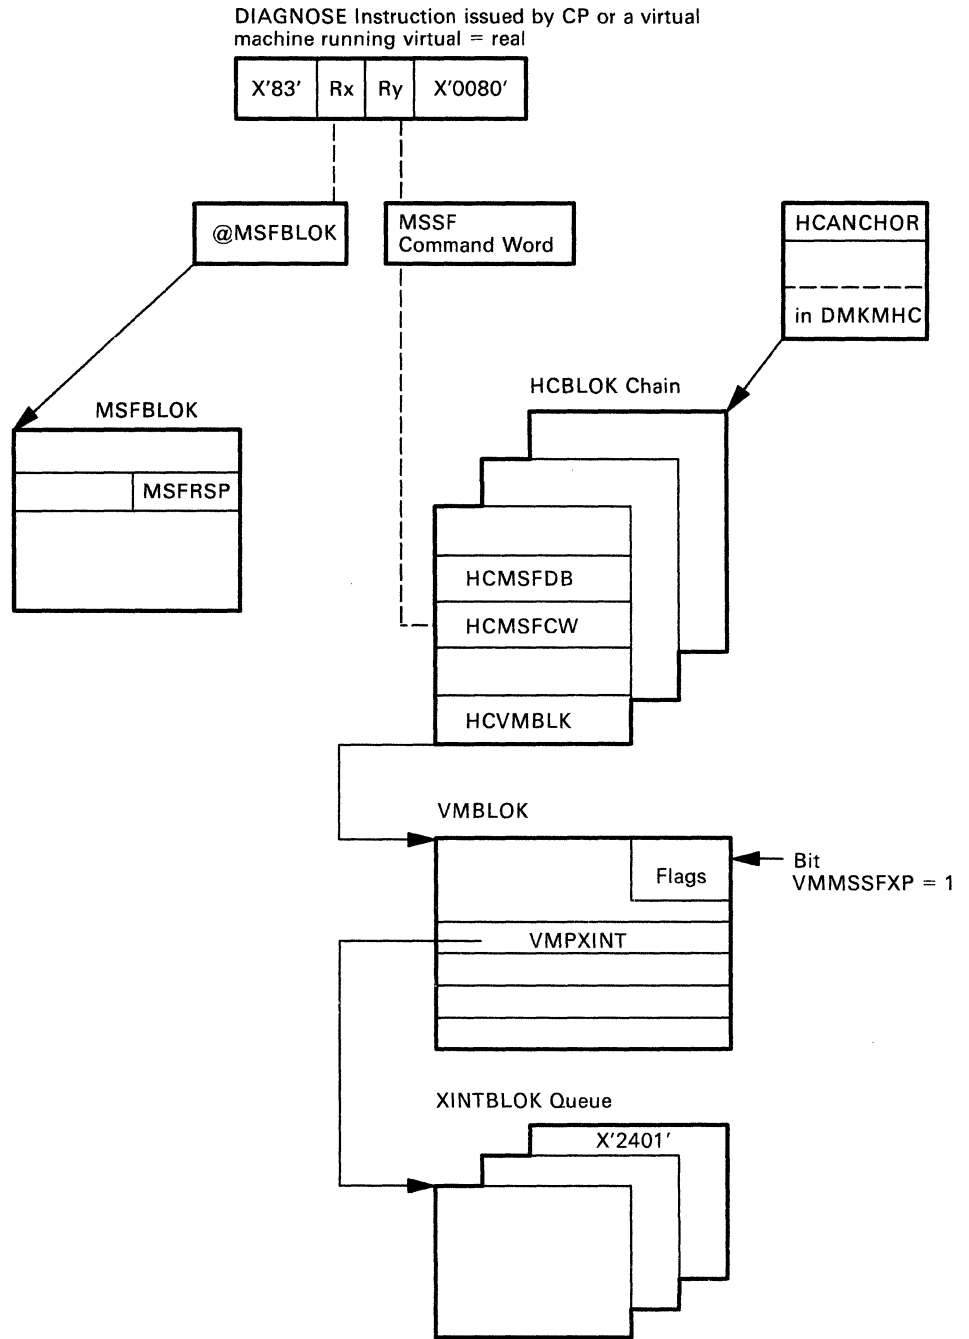 DIAGNOSE Instruction issued by CP or a virtual
machine running virtual = real
X'83' Rx Ry X'0080'
@MSFBLOK
MSSF
Command Word
HCANCHOR
in DMKMHC
HCBLOK Chain
MSFBLOK
MSFRSP
HCMSFDB
HCMSFCW
HCVMBLK
VMBLOK
Flags
Bit
VMMSSFXP = 1
VMPXINT
XINTBLOK Queue
X'2401'